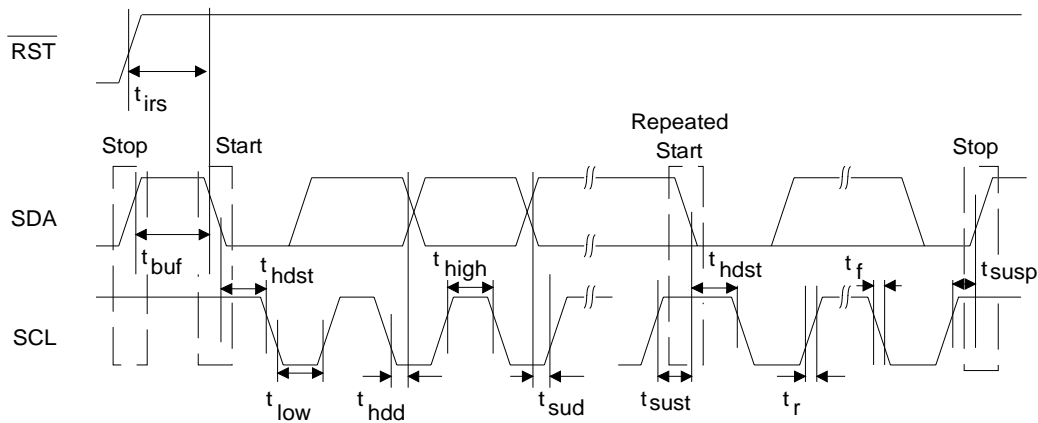 RST
t irs
Repeated
Stop Start Start Stop
SDA
t buf t hdst t high t hdst t f t susp
SCL
t low t hdd t sud t sust t r